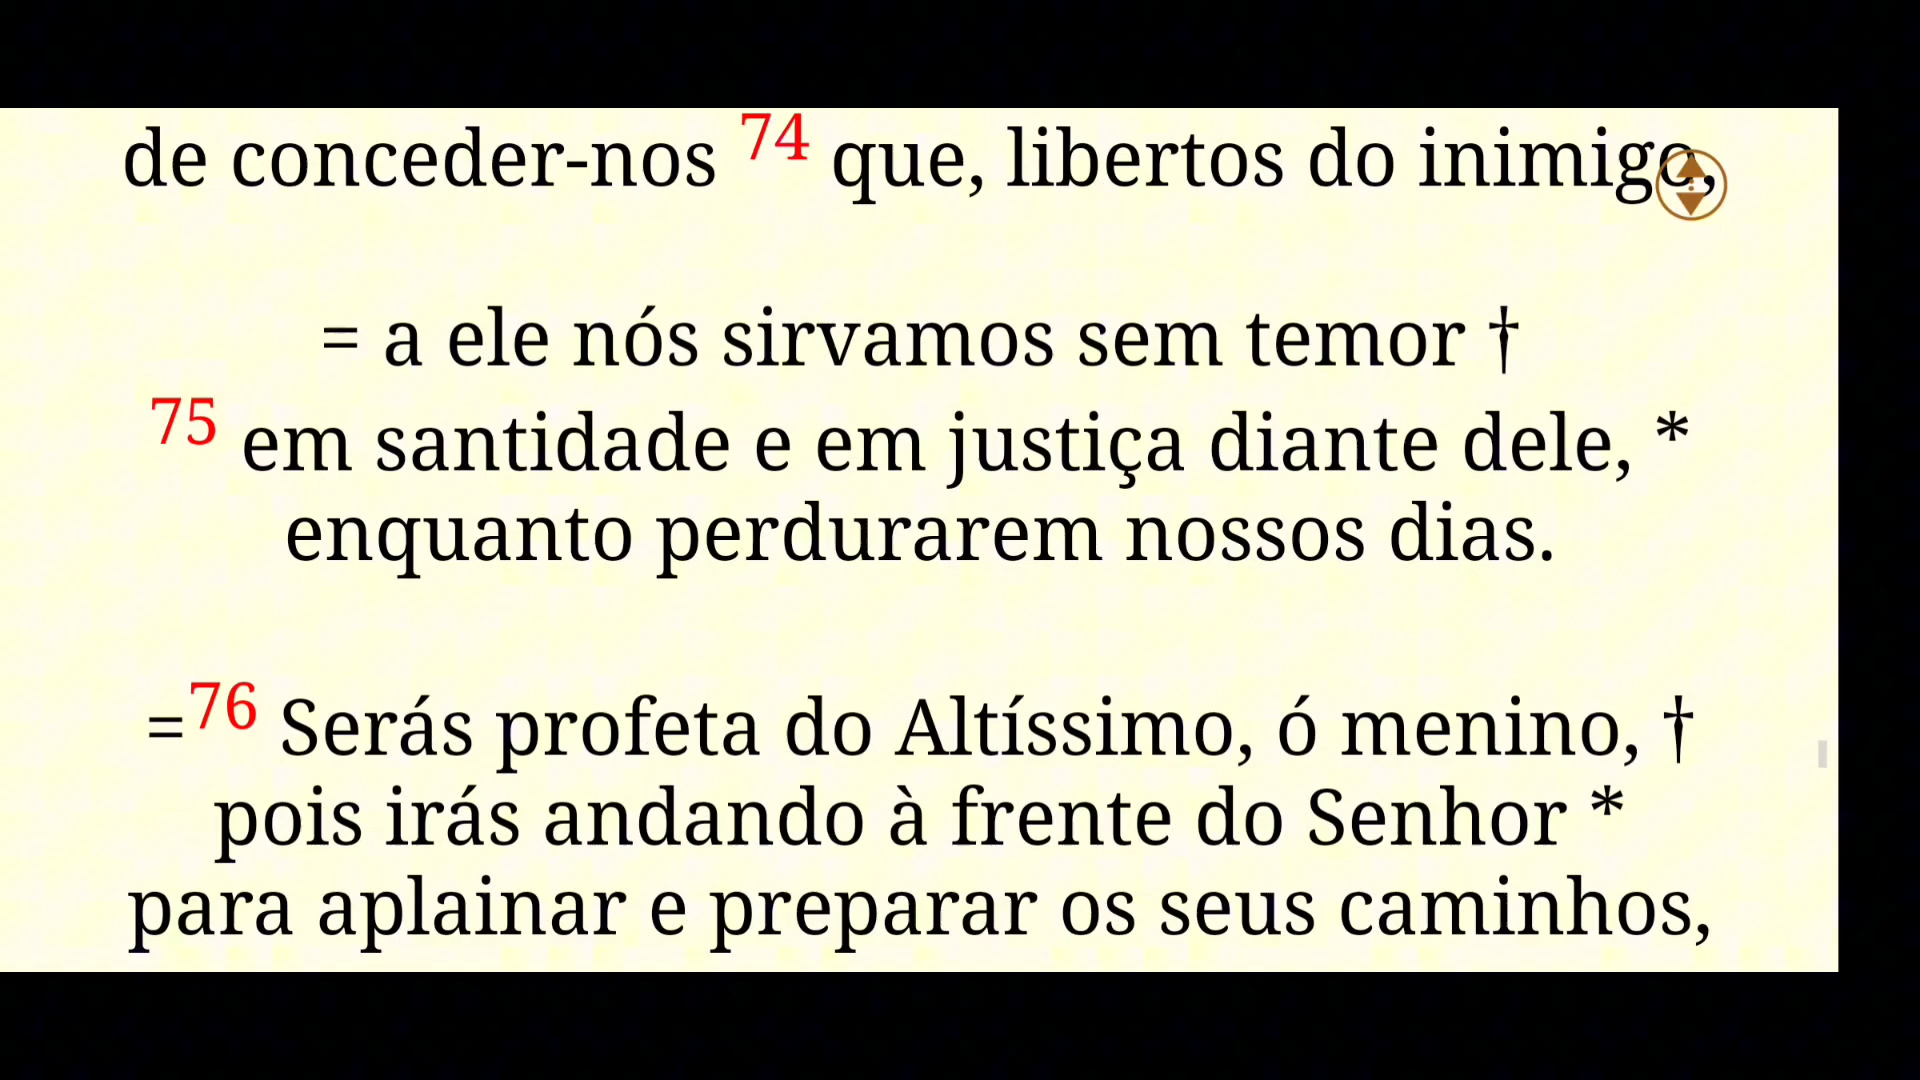 de conceder-nos 74 que, libertos do inimigo,
= a ele nós sirvamos sem temor †
75 em santidade e em justiça diante dele, *
enquanto perdurarem nossos dias.
=76 Serás profeta do Altíssimo, ó menino, †
pois irás andando à frente do Senhor *
para aplainar e preparar os seus caminhos,